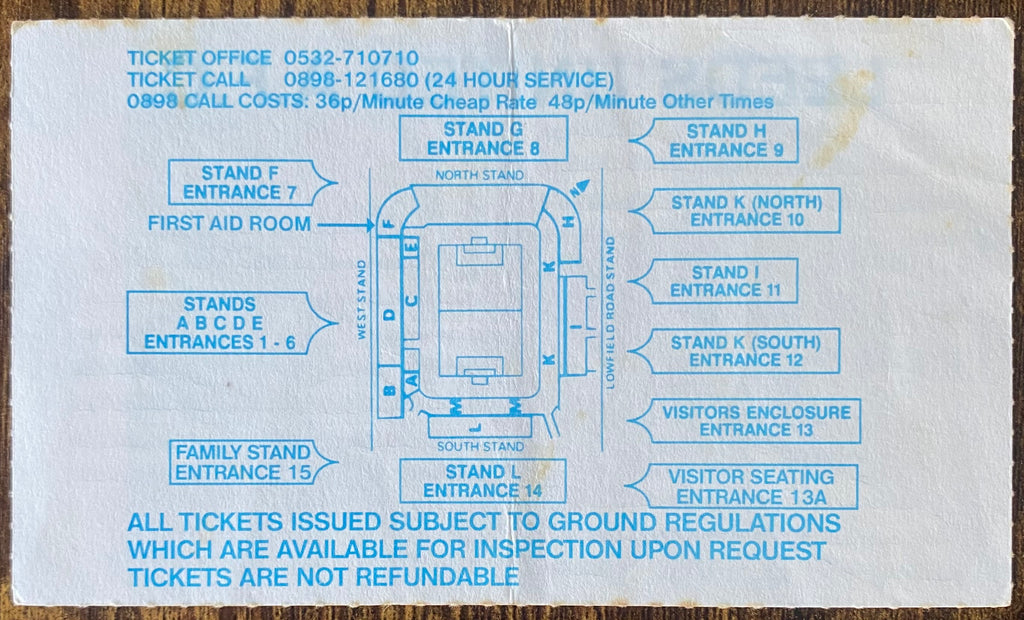 TICKET OFFICE 0532-710710
TICKET CALL 0898-121680 (24 HOUR SERVICE)
0898 CALL COSTS: 36p/Minute Cheap Rate 48p/Minute Other Times
STAND G
ENTRANCE 8
STAND H
ENTRANCE 9
STAND F
ENTRANCE 7
NORTH STAND
N
STAND K (NORTH)
ENTRANCE 10
FIRST AID ROOM
F
H
E
K
WEST STAND
LOWFIELD ROAD STAND
STAND I
ENTRANCE 11
STANDS
A B C D E
ENTRANCES 1 - 6
D
C
I
K
STAND K (SOUTH)
ENTRANCE 12
B
A
M
M
L
VISITORS ENCLOSURE
ENTRANCE 13
SOUTH STAND
FAMILY STAND
ENTRANCE 15
STAND L
ENTRANCE 14
VISITOR SEATING
ENTRANCE 13A
ALL TICKETS ISSUED SUBJECT TO GROUND REGULATIONS
WHICH ARE AVAILABLE FOR INSPECTION UPON REQUEST
TICKETS ARE NOT REFUNDABLE